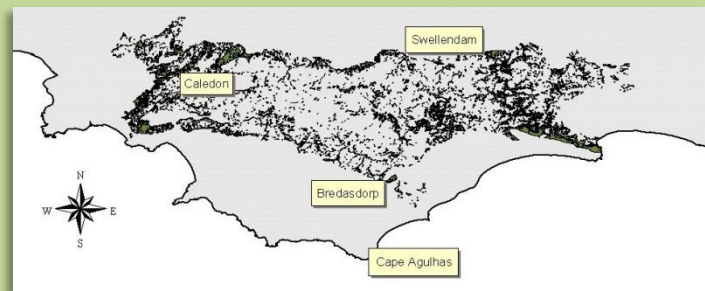 Swellendam
Caledon
Bredasdorp
Cape Agulhas
N
W E
S